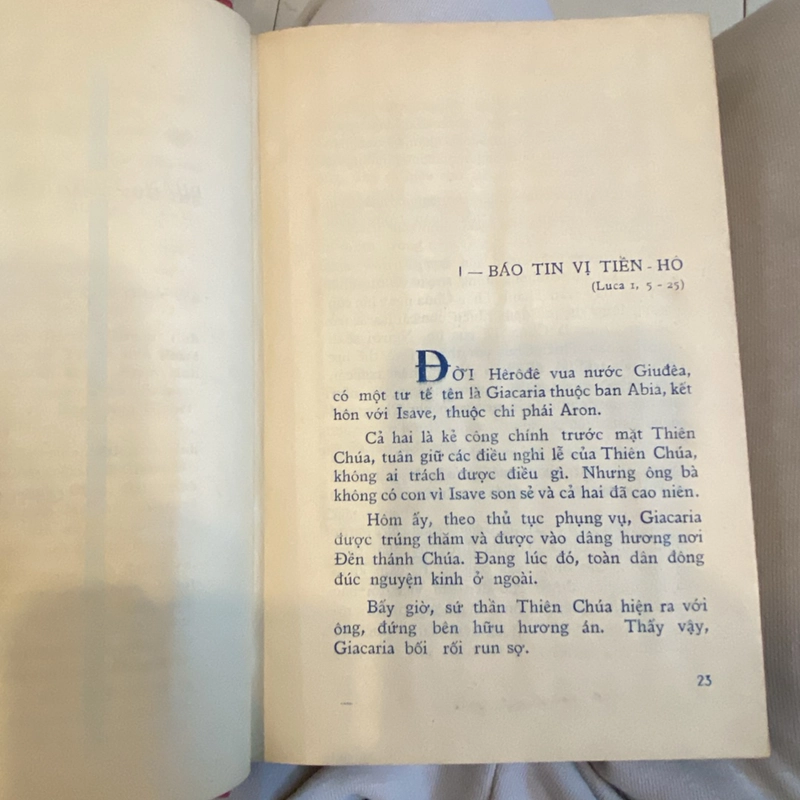 I — BÁO TIN VỊ TIỀN - HÔ
(Luca 1, 5 - 25)
ĐỜI Hêrôđê vua nước Giuđêa,
có một tư tế tên là Giacaria thuộc ban Abia, kết
hôn với Isave, thuộc chi phái Aron.
Cả hai là kẻ công chính trước mặt Thiên
Chúa, tuân giữ các điều nghi lễ của Thiên Chúa,
không ai trách được điều gì. Nhưng ông bà
không có con vì Isave son sẻ và cả hai đã cao niên.
Hôm ấy, theo thủ tục phụng vụ, Giacaria
được trúng thăm và được vào dâng hương nơi
Đền thánh Chúa. Đang lúc đó, toàn dân đông
đúc nguyện kinh ở ngoài.
Bấy giờ, sứ thần Thiên Chúa hiện ra với
ông, đứng bên hữu hương án. Thấy vậy,
Giacaria bối rối run sợ.
23